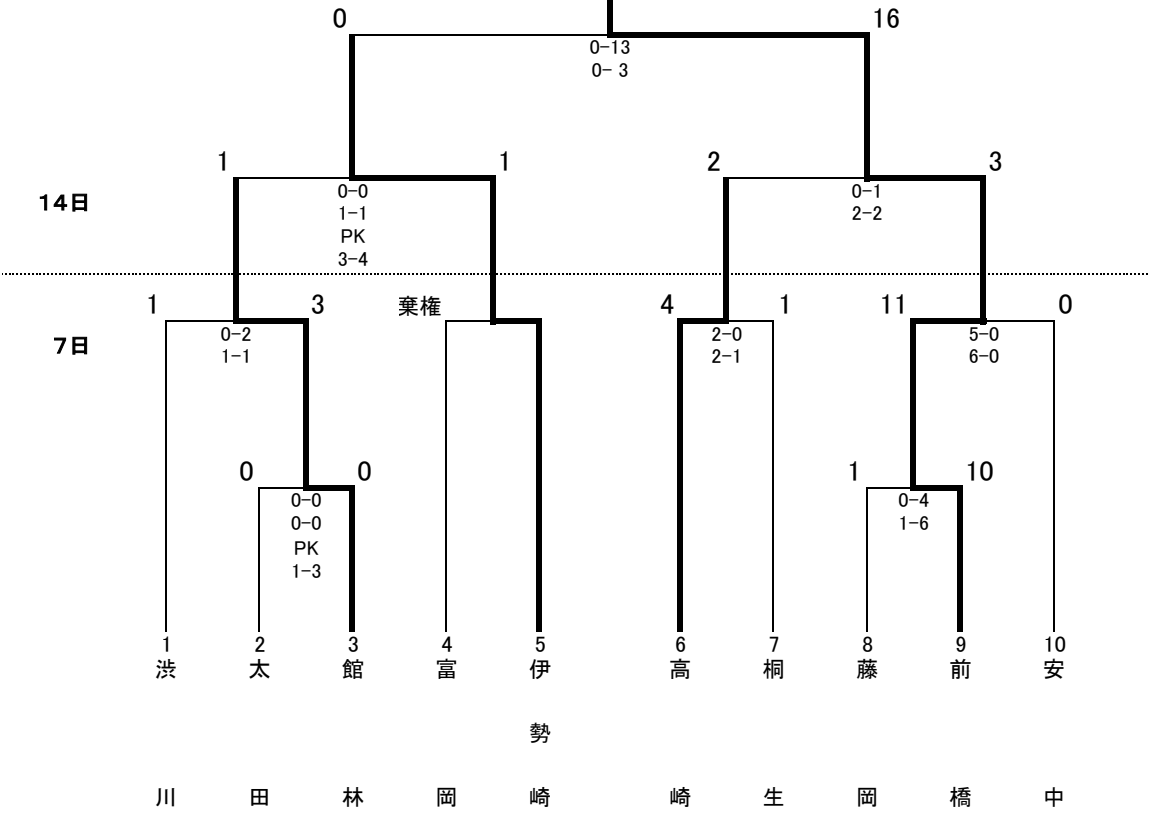 0 16
0-13
0- 3
1 1 2 3
14日
0-0 0-1
1-1 2-2
PK
3-4
1 3 棄権 4 1 11 0
7日
0-2 2-0 5-0
1-1 2-1 6-0
0 0 1 10
0-0 0-4
0-0 1-6
PK
1-3
1 2 3 4 5 6 7 8 9 10
渋川
太田
館林
富岡
伊勢崎
高崎
桐生
藤岡
前橋
安中